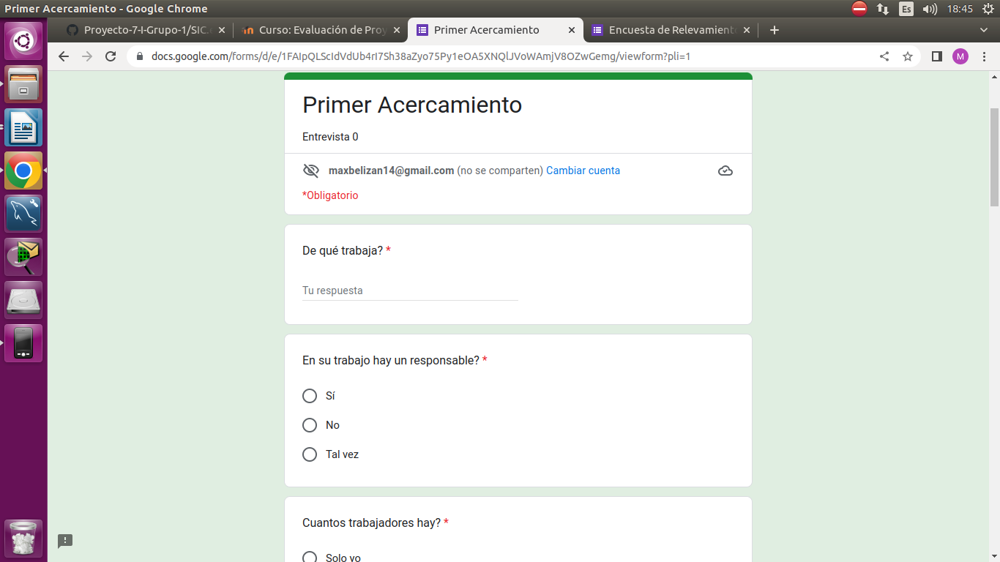 Primer Acercamiento - Google Chrome
Es
18:45
Proyecto-7-I-Grupo-1/SIC.
Curso: Evaluación de Proy
Primer Acercamiento
Encuesta de Relevamient
docs.google.com/forms/d/e/1FAIpQLScIdVdUb4rI7Sh38aZyo75Py1eOA5XNQlJVoWAmjV8OZwGemg/viewform?pli=1
M
Primer Acercamiento
Entrevista 0
maxbelizan14@gmail.com (no se comparten) Cambiar cuenta
*Obligatorio
De qué trabaja? *
Tu respuesta
En su trabajo hay un responsable? *
Sí
No
Tal vez
Cuantos trabajadores hay? *
Solo yo